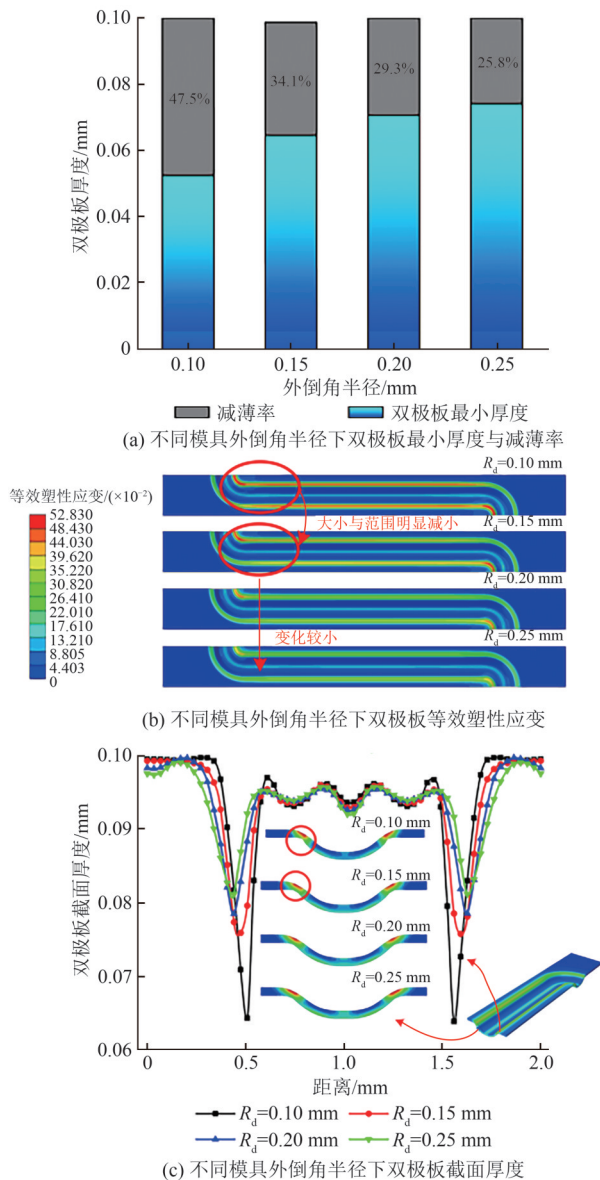 0.10
0.08
0.06
0.04
0.02
0
双极板厚度/mm
47.5%
34.1%
29.3%
25.8%
0.10 0.15 0.20 0.25
外倒角半径/mm
减薄率 双极板最小厚度
(a) 不同模具外倒角半径下双极板最小厚度与减薄率
等效塑性应变/(×10⁻²)
52.830
48.430
44.030
39.620
35.220
30.820
26.410
22.010
17.610
13.210
8.805
4.403
0
Rd=0.10 mm
大小与范围明显减小
Rd=0.15 mm
Rd=0.20 mm
变化较小
Rd=0.25 mm
(b) 不同模具外倒角半径下双极板等效塑性应变
0.10
0.09
0.08
0.07
0.06
双极板截面厚度/mm
Rd=0.10 mm
Rd=0.15 mm
Rd=0.20 mm
Rd=0.25 mm
0 0.5 1.0 1.5 2.0
距离/mm
Rd=0.10 mm Rd=0.15 mm
Rd=0.20 mm Rd=0.25 mm
(c) 不同模具外倒角半径下双极板截面厚度